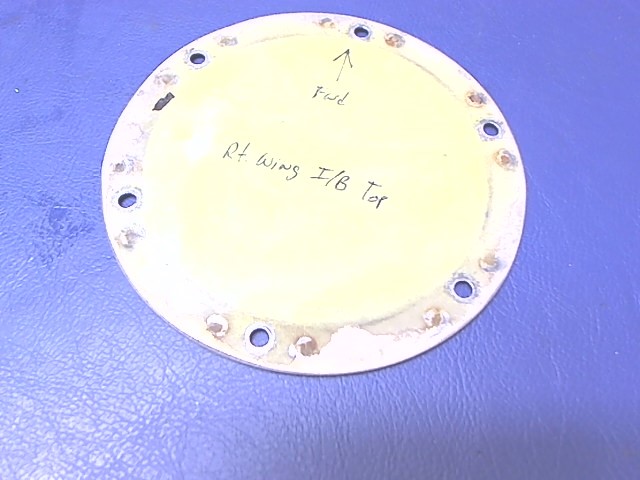 Fwd
Rt. Wing I/B Top